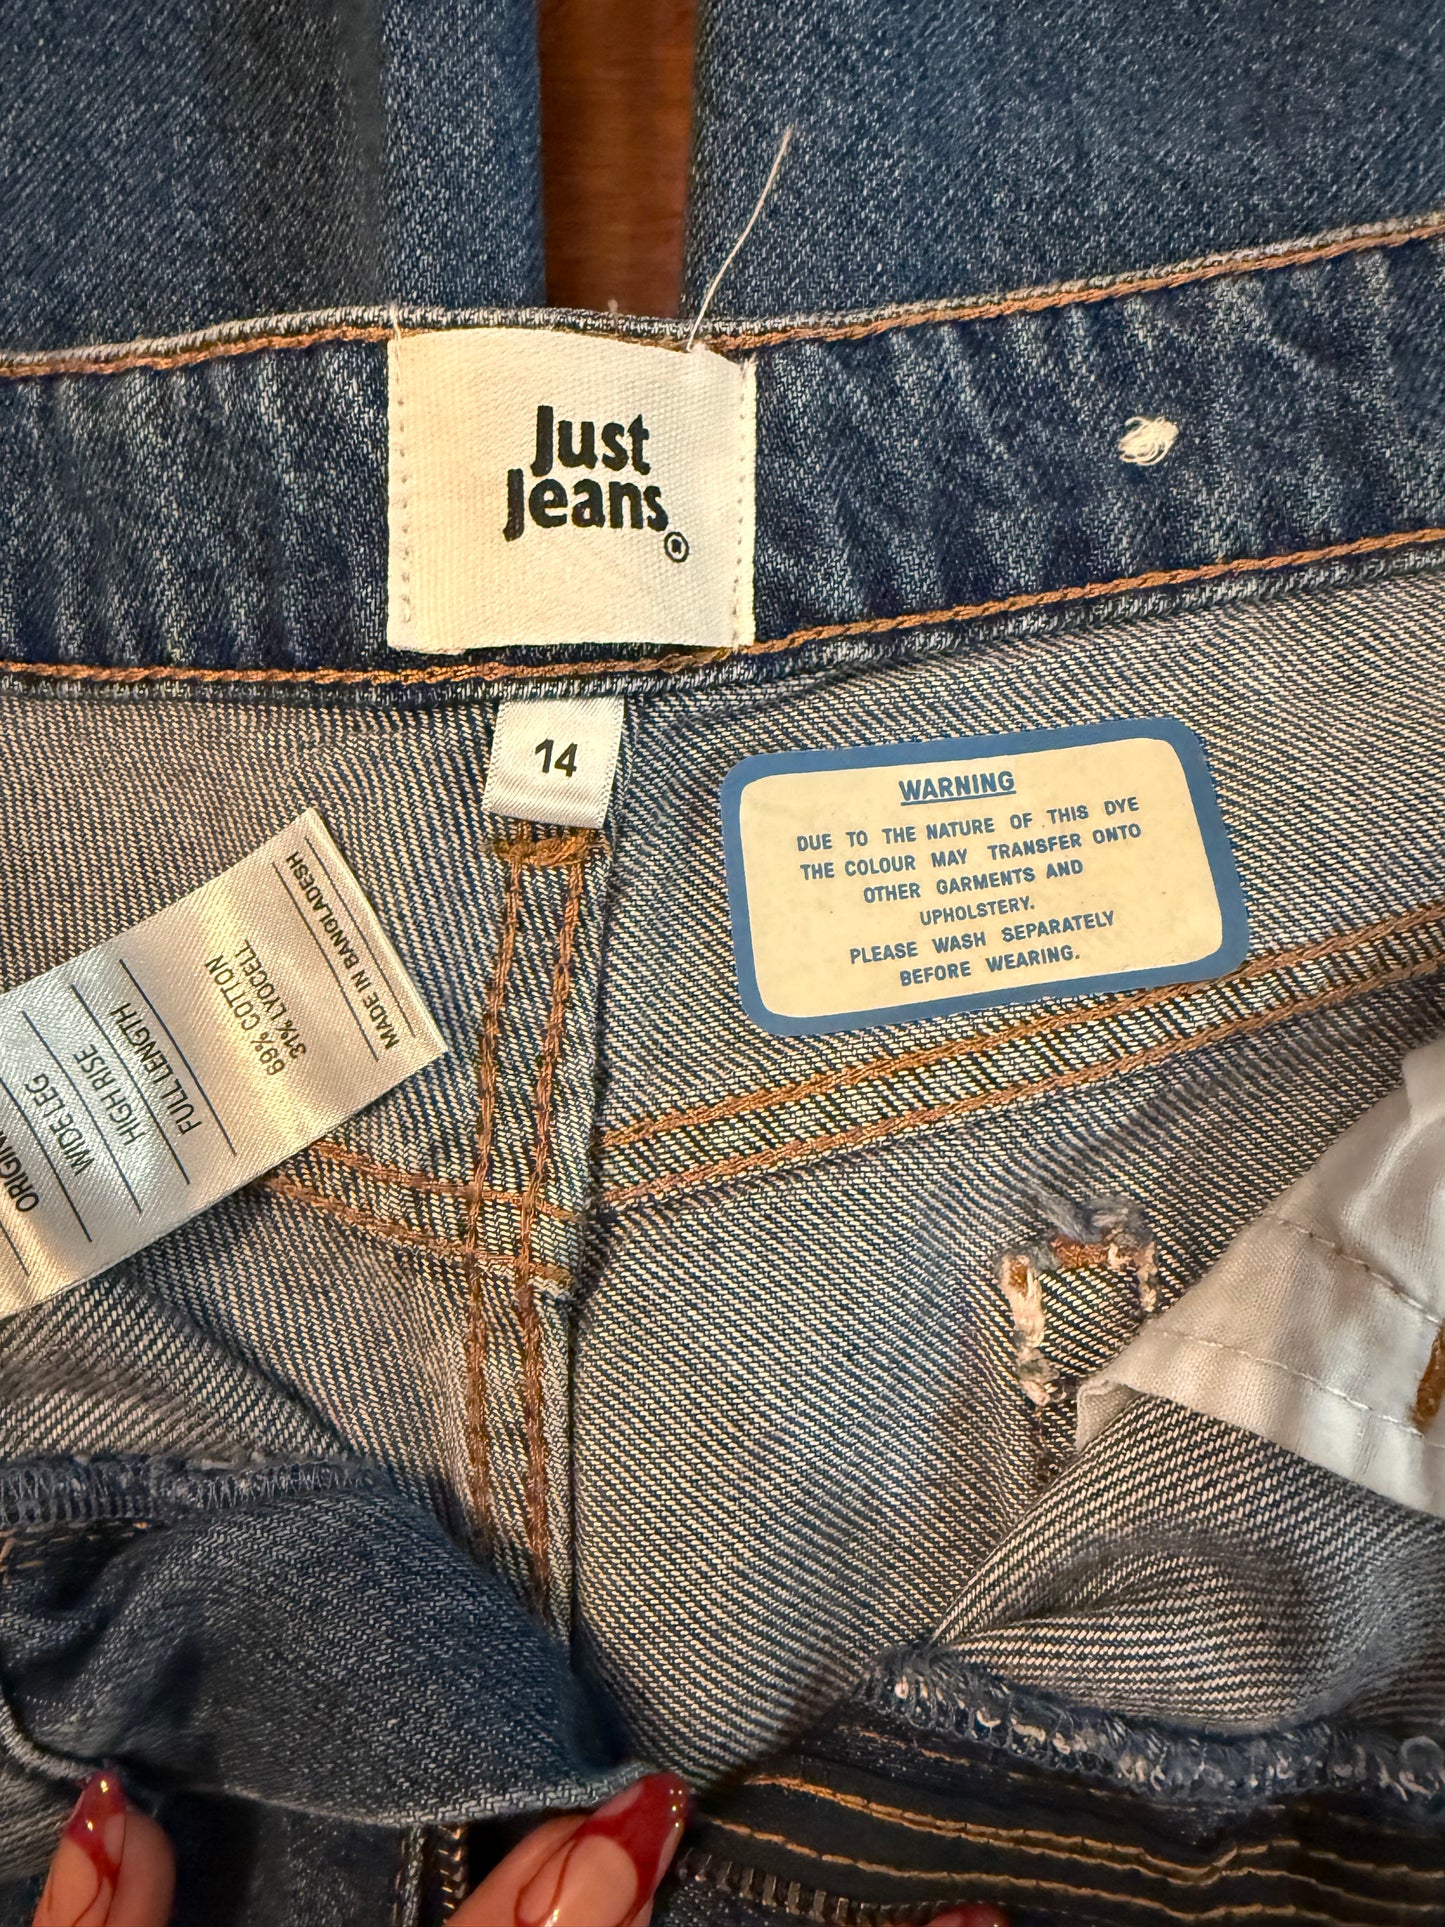 Just
Jeans
®
14
WARNING
DUE TO THE NATURE OF THIS DYE
THE COLOUR MAY TRANSFER ONTO
OTHER GARMENTS AND
UPHOLSTERY.
PLEASE WASH SEPARATELY
BEFORE WEARING.
MADE IN BANGLADESH
69% COTTON
31% LYOCELL
FULL LENGTH
HIGH RISE
WIDE LEG